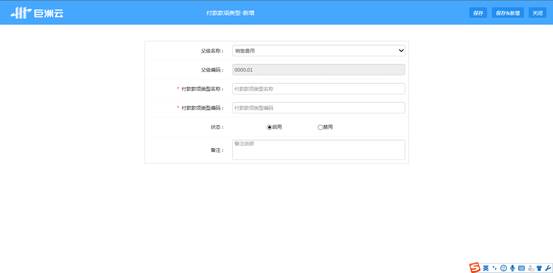 巨洲云 付款款项类型-新增 保存 保存&新增 关闭
父级名称： 销售费用
父级编码： 0000.01
* 付款款项类型名称： 付款款项类型名称
* 付款款项类型编码： 付款款项类型编码
状态： 启用 禁用
备注： 备注说明
英